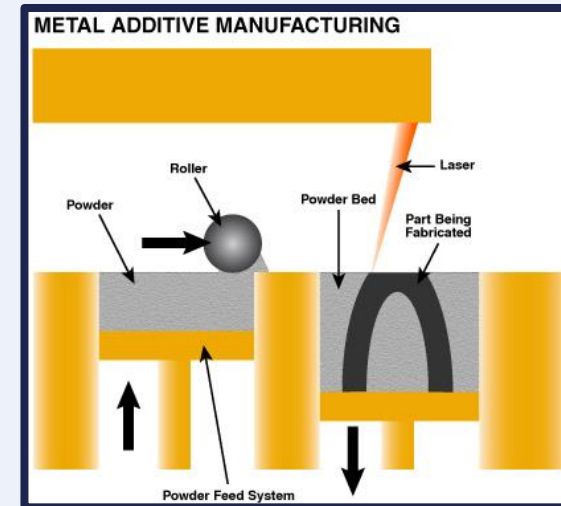 METAL ADDITIVE MANUFACTURING
Laser
Roller
Powder
Powder Bed
Part Being
Fabricated
Powder Feed System